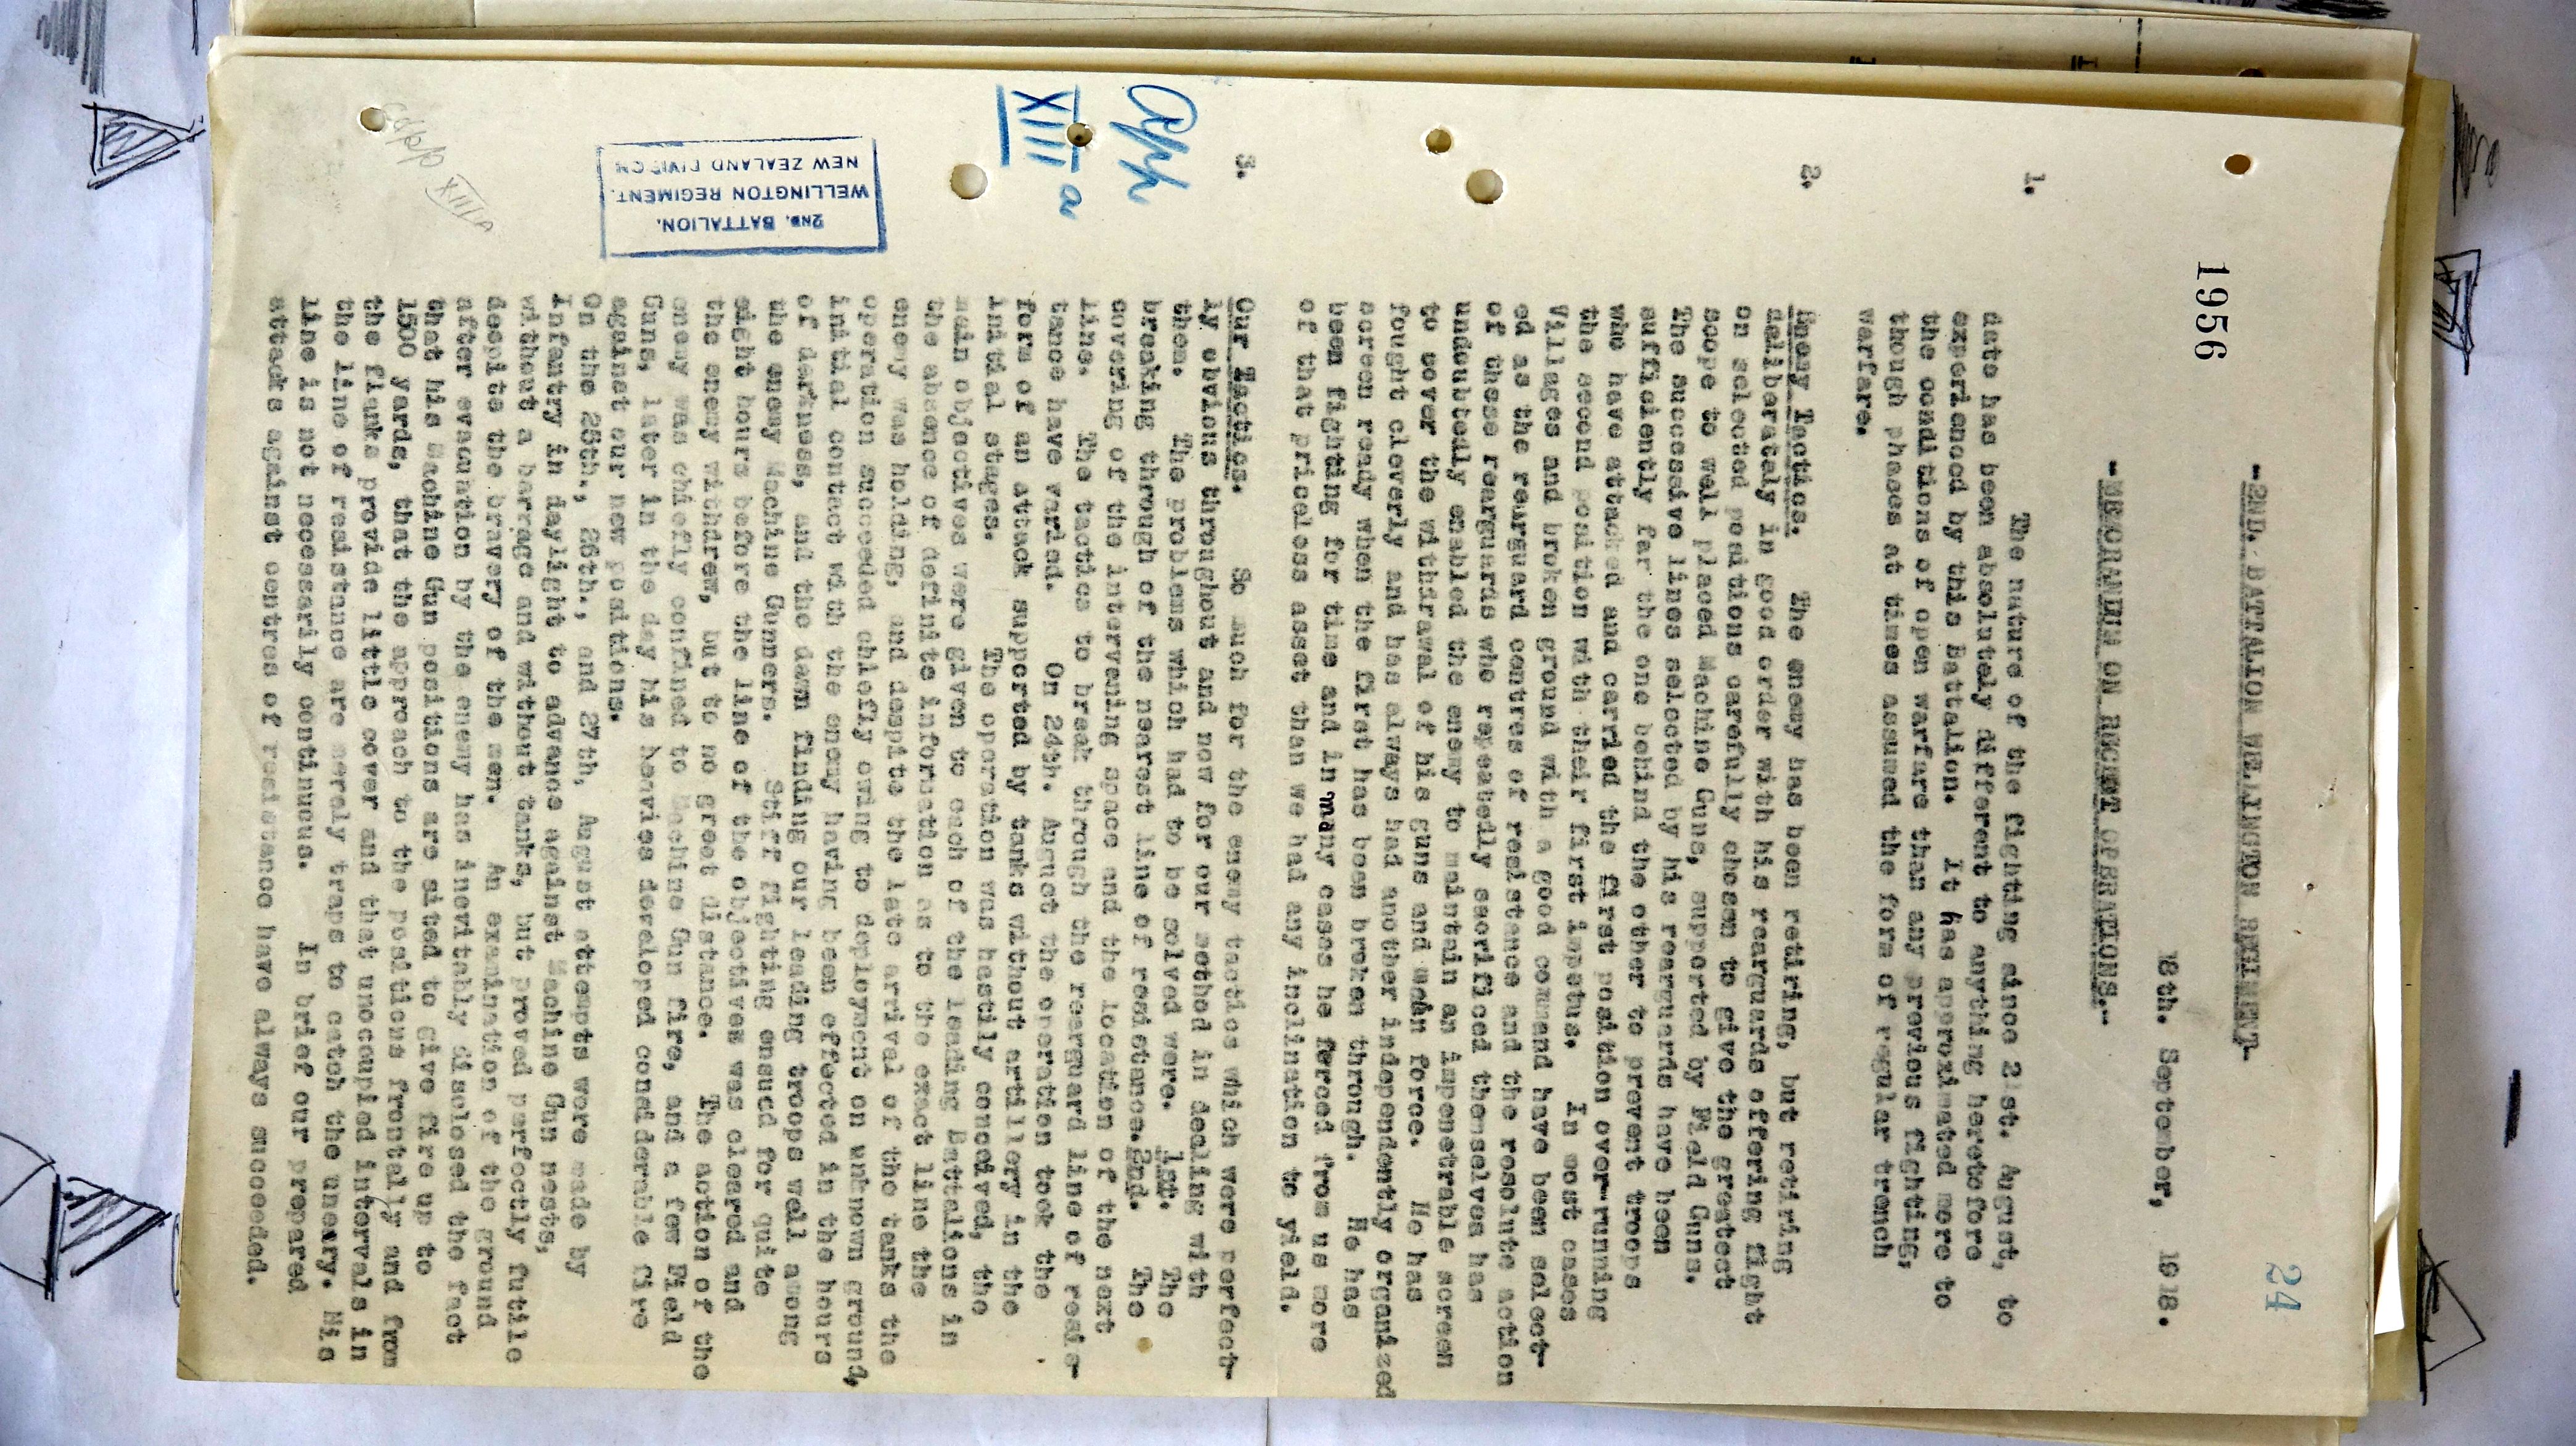 24
-2ND. BATTALION WELLINGTON REGIMENT-
18th. September, 1918.
1956
-MEMORANDUM ON RECENT OPERATIONS.-
1. The nature of the fighting since 21st. August, to
date has been absolutely different to anything heretofore
experienced by this Battalion. It has approximated more to
the conditions of open warfare than any previous fighting,
though phases at times assumed the form of regular trench
warfare.
2. Enemy Tactics. The enemy has been retiring, but retiring
deliberately in good order with his rearguards offering fight
on selected positions carefully chosen to give the greatest
scope to well placed Machine Guns, supported by Field Guns.
The successive lines selected by his rearguards have been
sufficiently far the one behind the other to prevent troops
who have attacked and carried the first position over-running
the second position with their first impetus. In most cases
Villages and broken ground with a good command have been select-
ed as the rearguard centres of resistance and the resolute action
of these rearguards who repeatedly sacrificed themselves has
undoubtedly enabled the enemy to maintain an impenetrable screen
to cover the withdrawal of his guns and main force. He has
fought cleverly and has always had another independently organized
screen ready when the first has been broken through. He has
been fighting for time and in many cases he forced from us more
of that priceless asset than we had any inclination to yield.
3. Our Tactics. So much for the enemy tactics which were perfect-
ly obvious throughout and now for our method in dealing with
them. The problems which had to be solved were. 1st. The
breaking through of the nearest line of resistance. 2nd. The
covering of the intervening space and the location of the next
line. The tactics to break through the rearguard line of resis-
tance have varied. On 24th. August the operation took the
form of an attack supported by tanks without artillery in the
initial stages. The operation was hastily conceived, the
main objectives were given to each of the leading Battalions in
the absence of definite information as to the exact line the
enemy was holding, and despite the late arrival of the tanks the
operation succeeded chiefly owing to deployment on unknown ground,
initial contact with the enemy having been effected in the hours
of darkness, and the dawn finding our leading troops well among
the enemy Machine Gunners. Stiff fighting ensued for quite
eight hours before the line of the objectives was cleared and
the enemy withdrew, but to no great distance. The action of the
enemy was chiefly confined to Machine Gun fire, and a few Field
Guns, later in the day his heavies developed considerable fire
against our new positions.
On the 25th., 26th., and 27th, August attempts were made by
Infantry in daylight to advance against Machine Gun nests,
without a barrage and without tanks, but proved perfectly futile
despite the bravery of the men. An examination of the ground
after evacuation by the enemy has inevitably disclosed the fact
that his Machine Gun positions are sited to give fire up to
1500 yards, that the approach to the positions frontally and from
the flanks provide little cover and that unoccupied intervals in
the line of resistance are merely traps to catch the unwary. His
line is not necessarily continuous. In brief our prepared
attacks against centres of resistance have always succeeded.
App
XIII a
2ND. BATTALION.
WELLINGTON REGIMENT.
NEW ZEALAND DIVISION
App XIII A